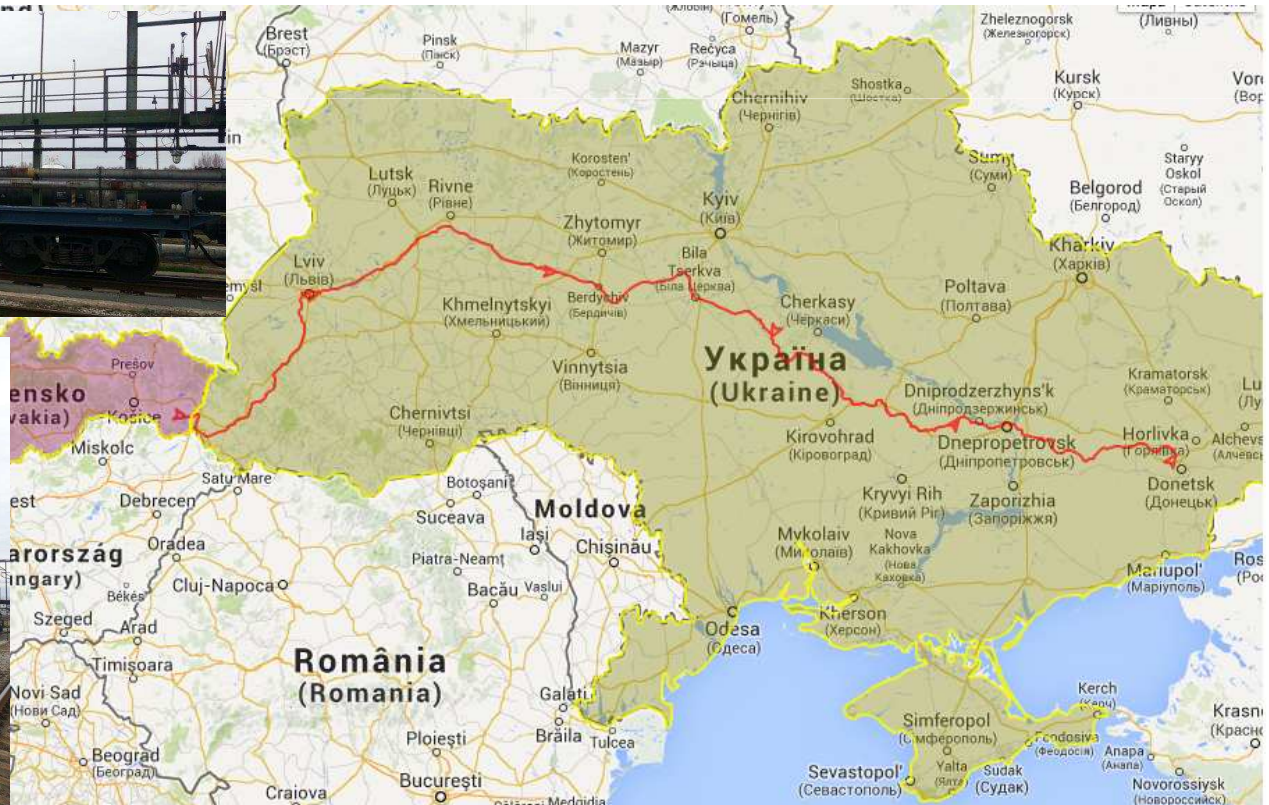 Brest
(Брэст)
Pinsk
(Пінск)
Mazyr
(Мазыр)
Rečyca
(Рэчыца)
(Гомель)
Zheleznogorsk
(Железногорск)
(Ливны)
Kursk
(Курск)
Chernihiv
(Чернігів)
Shostka
(Шостка)
Sumy
(Суми)
Staryy
Oskol
(Старый
Оскол)
Belgorod
(Белгород)
Korosten'
(Коростень)
Lutsk
(Луцьк)
Rivne
(Рівне)
Kyiv
(Київ)
Zhytomyr
(Житомир)
Kharkiv
(Харків)
Lviv
(Львів)
Bila
Tserkva
(Біла Церква)
Poltava
(Полтава)
Berdychiv
(Бердичів)
Khmelnytskyi
(Хмельницький)
Cherkasy
(Черкаси)
Vinnytsia
(Вінниця)
Україна
(Ukraine)
Prešov
Košice
Kramatorsk
(Краматорськ)
Dniprodzerzhyns'k
(Дніпродзержинськ)
Chernivtsi
(Чернівці)
Kirovohrad
(Кіровоград)
Dnepropetrovsk
(Дніпропетровськ)
Horlivka
(Горлівка)
Miskolc
Satu Mare
Botoșani
Donetsk
(Донецьк)
Debrecen
Suceava
Moldova
Kryvyi Rih
(Кривий Ріг)
Zaporizhia
(Запоріжжя)
Oradea
Iași
Chișinău
Mykolaiv
(Миколаїв)
Nova
Kakhovka
(Нова
Каховка)
Piatra-Neamț
Cluj-Napoca
Bacău
Vaslui
Békés
Mariupol'
(Маріуполь)
Szeged
Arad
Kherson
(Херсон)
Odesa
(Одеса)
Timișoara
România
(Romania)
Novi Sad
(Нови Сад)
Galați
Kerch
(Керч)
Simferopol
(Сімферополь)
Ploiești
Brăila
Tulcea
Feodosiya
(Феодосія)
Anapa
(Анапа)
Beograd
(Београд)
București
Yalta
(Ялта)
Sudak
(Судак)
Sevastopol'
(Севастополь)
Novorossiysk
(Новороссийск)
Craiova